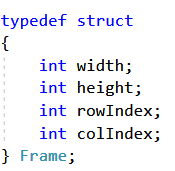 typedef struct
{
    int width;
    int height;
    int rowIndex;
    int colIndex;
} Frame;